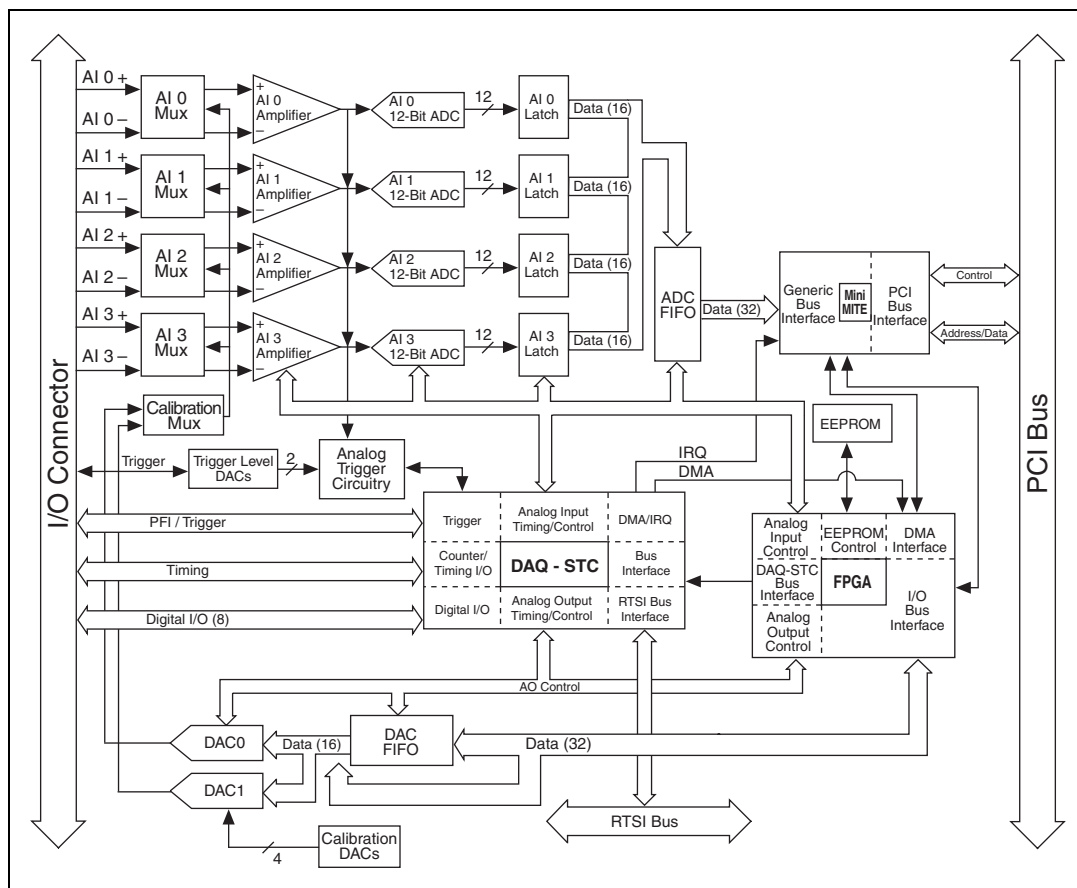 I/O Connector
PCI Bus
AI 0 +
AI 0 –
AI 0
Mux
+
AI 0
Amplifier
–
AI 0
12-Bit ADC
12
AI 0
Latch
Data (16)
AI 1 +
AI 1 –
AI 1
Mux
+
AI 1
Amplifier
–
AI 1
12-Bit ADC
12
AI 1
Latch
Data (16)
AI 2 +
AI 2 –
AI 2
Mux
+
AI 2
Amplifier
–
AI 2
12-Bit ADC
12
AI 2
Latch
Data (16)
AI 3 +
AI 3 –
AI 3
Mux
+
AI 3
Amplifier
–
AI 3
12-Bit ADC
12
AI 3
Latch
Data (16)
ADC
FIFO
Data (32)
Generic
Bus
Interface
Mini
MITE
PCI
Bus
Interface
Control
Address/Data
Calibration
Mux
Trigger
Trigger Level
DACs
2
Analog
Trigger
Circuitry
IRQ
DMA
EEPROM
PFI / Trigger
Timing
Digital I/O (8)
Trigger
Analog Input
Timing/Control
DMA/IRQ
Counter/
Timing I/O
DAQ - STC
Bus
Interface
Digital I/O
Analog Output
Timing/Control
RTSI Bus
Interface
Analog
Input
Control
EEPROM
Control
DMA
Interface
DAQ-STC
Bus
Interface
FPGA
I/O
Bus
Interface
Analog
Output
Control
AO Control
DAC0
Data (16)
DAC
FIFO
Data (32)
DAC1
Calibration
DACs
4
RTSI Bus